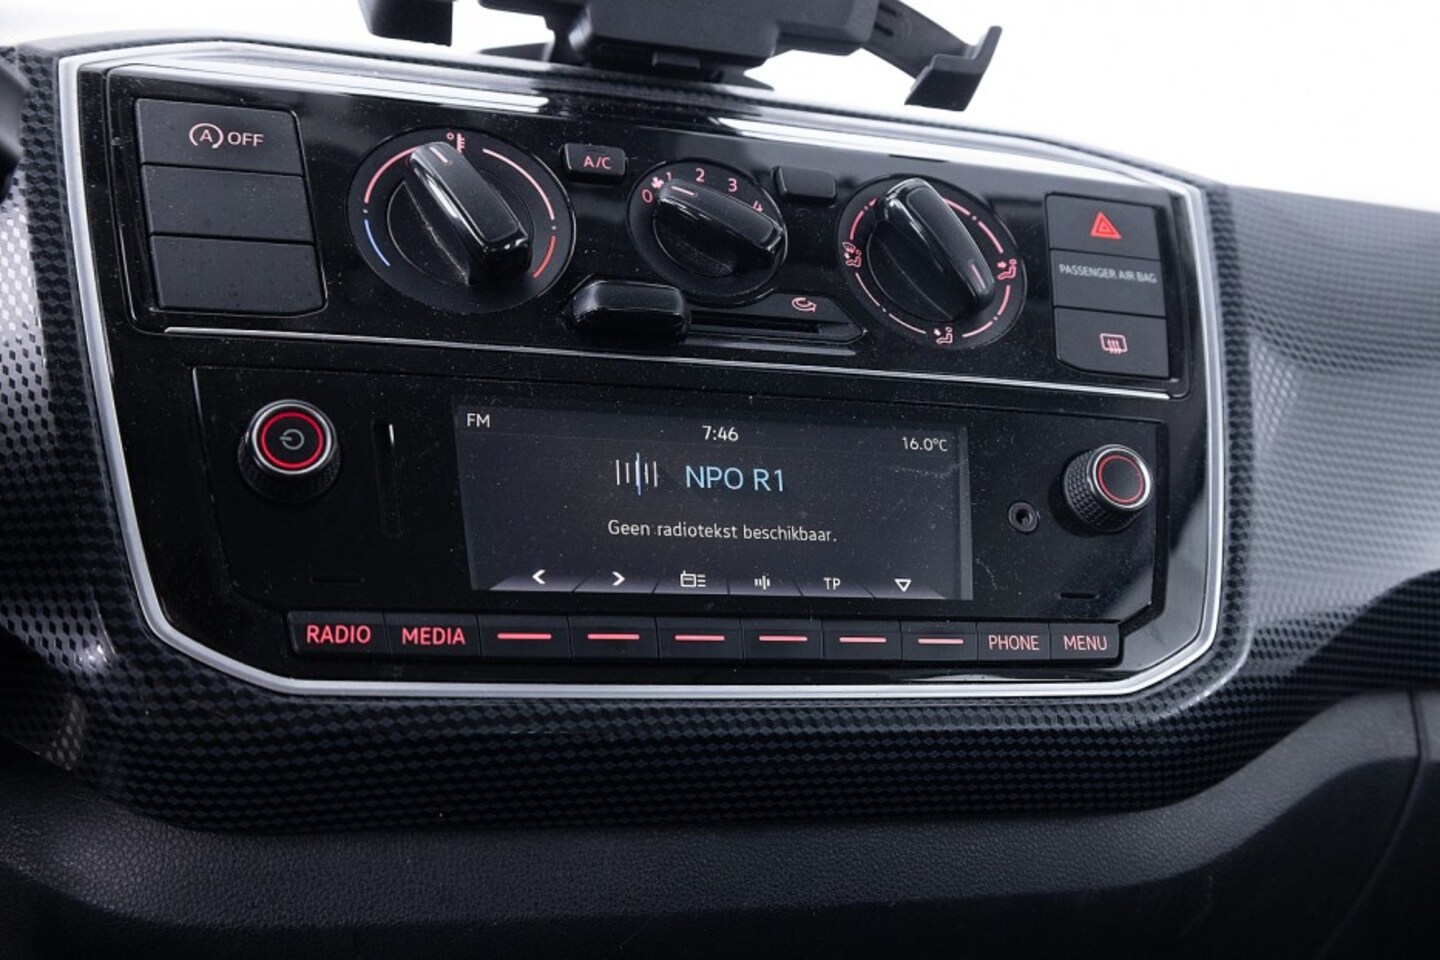 A OFF
A/C
0 1 2 3 4
PASSENGER AIR BAG
FM
7:46
16.0°C
NPO R1
Geen radiotekst beschikbaar.
< > TP
RADIO MEDIA PHONE MENU